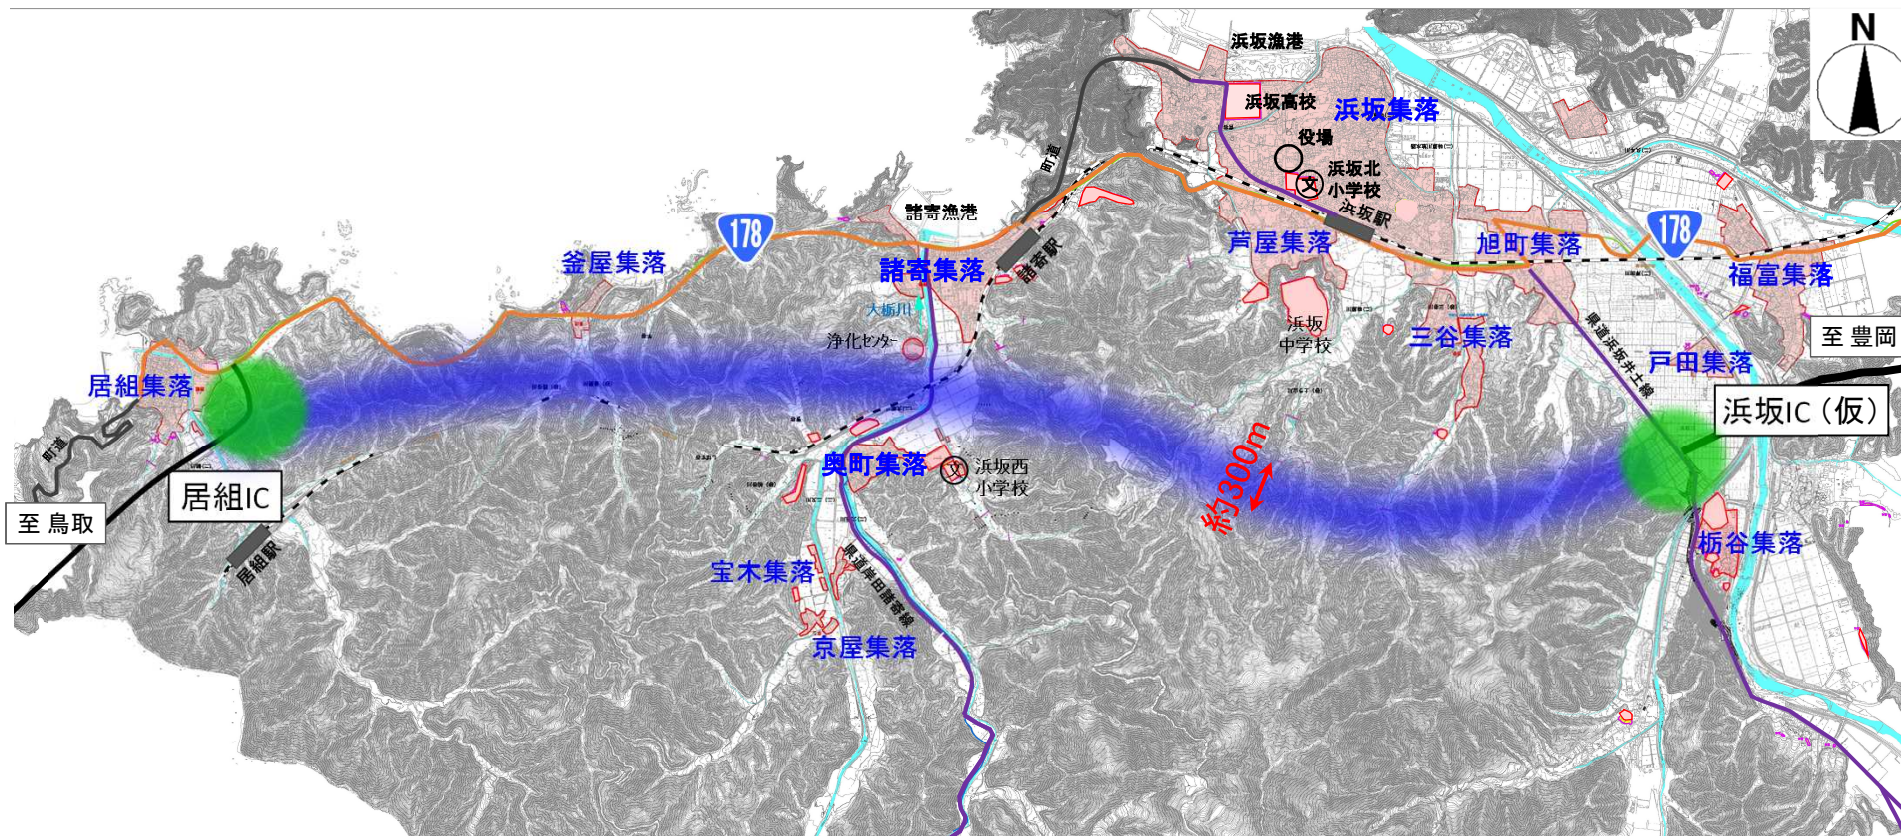 N
浜坂漁港
浜坂高校
浜坂集落
役場
浜坂北
小学校
文
町道
浜坂駅
諸寄漁港
178
178
芦屋集落
旭町集落
福富集落
釜屋集落
諸寄集落
諸寄駅
大栃川
浄化センター
浜坂
中学校
三谷集落
県道浜坂井土線
戸田集落
至 豊岡
居組集落
浜坂IC（仮）
町道
約300m
奥町集落
文
浜坂西
小学校
居組IC
至 鳥取
居組駅
栃谷集落
宝木集落
県道岸田諸寄線
京屋集落